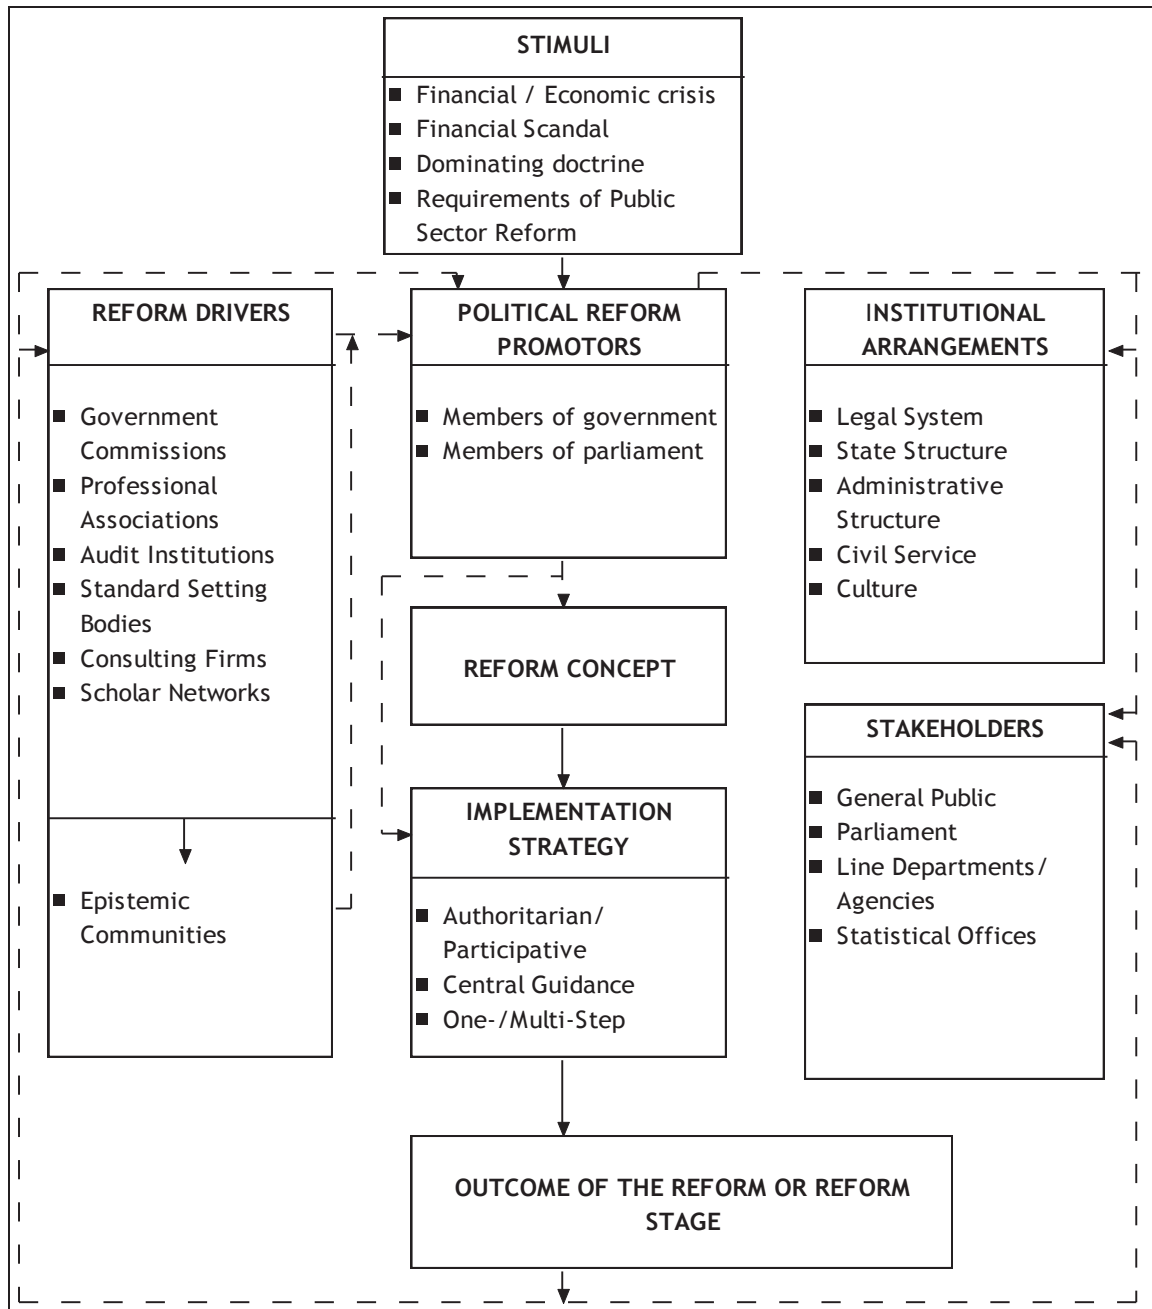 STIMULI
■ Financial / Economic crisis
■ Financial Scandal
■ Dominating doctrine
■ Requirements of Public
Sector Reform
REFORM DRIVERS
■ Government
Commissions
■ Professional
Associations
■ Audit Institutions
■ Standard Setting
Bodies
■ Consulting Firms
■ Scholar Networks
■ Epistemic
Communities
POLITICAL REFORM
PROMOTORS
■ Members of government
■ Members of parliament
REFORM CONCEPT
IMPLEMENTATION
STRATEGY
■ Authoritarian/
Participative
■ Central Guidance
■ One-/Multi-Step
INSTITUTIONAL
ARRANGEMENTS
■ Legal System
■ State Structure
■ Administrative
Structure
■ Civil Service
■ Culture
STAKEHOLDERS
■ General Public
■ Parliament
■ Line Departments/
Agencies
■ Statistical Offices
OUTCOME OF THE REFORM OR REFORM
STAGE